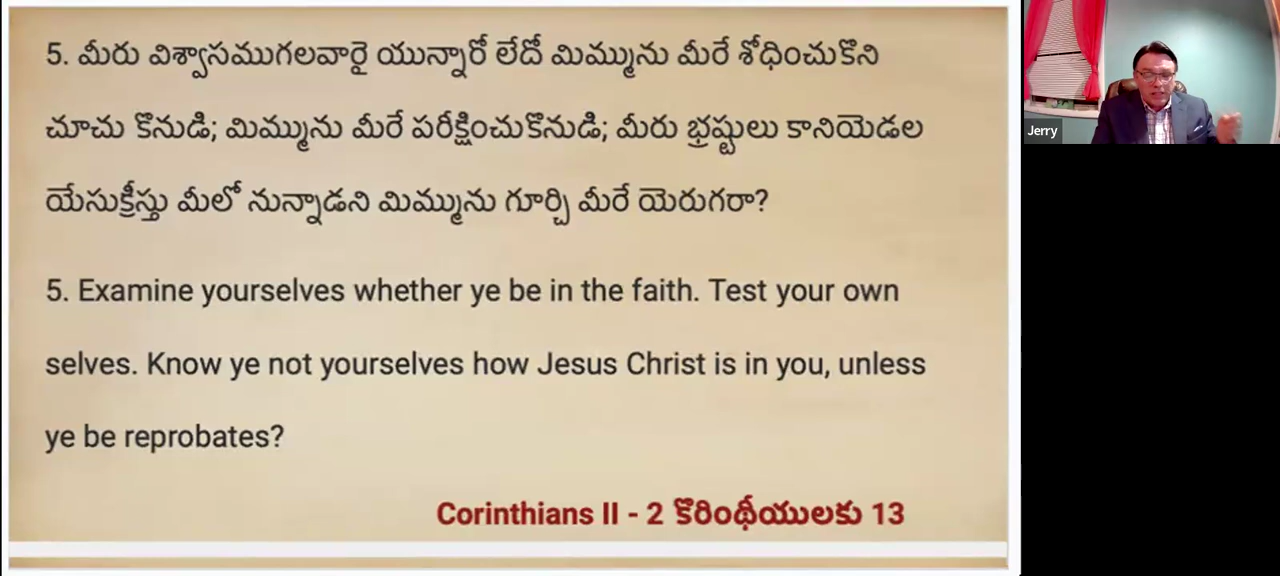 5. మీరు విశ్వాసముగలవారై యున్నారో లేదో మిమ్మును మీరే శోధించుకొని
చూచు కొనుడి; మిమ్మును మీరే పరీక్షించుకొనుడి; మీరు భ్రష్టులు కానియెడల
యేసుక్రీస్తు మీలో నున్నాడని మిమ్మును గూర్చి మీరే యెరుగరా?
5. Examine yourselves whether ye be in the faith. Test your own
selves. Know ye not yourselves how Jesus Christ is in you, unless
ye be reprobates?
Corinthians II - 2 కొరింథీయులకు 13
Jerry